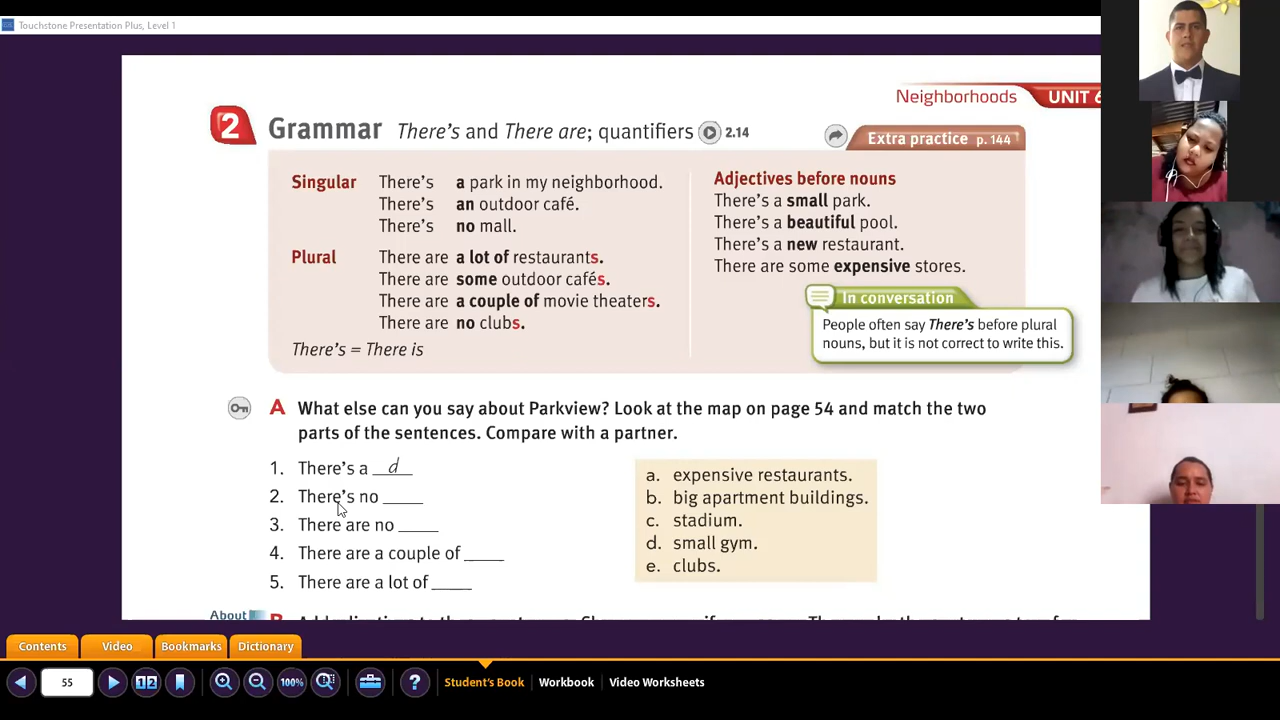 Touchstone Presentation Plus, Level 1
Neighborhoods UNIT 6
2 Grammar There's and There are; quantifiers 2.14
Extra practice p. 144
Singular There's a park in my neighborhood.
There's an outdoor café.
There's no mall.
Plural There are a lot of restaurants.
There are some outdoor cafés.
There are a couple of movie theaters.
There are no clubs.
There's = There is
Adjectives before nouns
There's a small park.
There's a beautiful pool.
There's a new restaurant.
There are some expensive stores.
In conversation
People often say There's before plural
nouns, but it is not correct to write this.
A What else can you say about Parkview? Look at the map on page 54 and match the two
parts of the sentences. Compare with a partner.
1. There's a d
2. There's no ____
3. There are no ____
4. There are a couple of ____
5. There are a lot of ____
a. expensive restaurants.
b. big apartment buildings.
c. stadium.
d. small gym.
e. clubs.
About
Contents Video Bookmarks Dictionary
55 12 100% ? Student's Book Workbook Video Worksheets